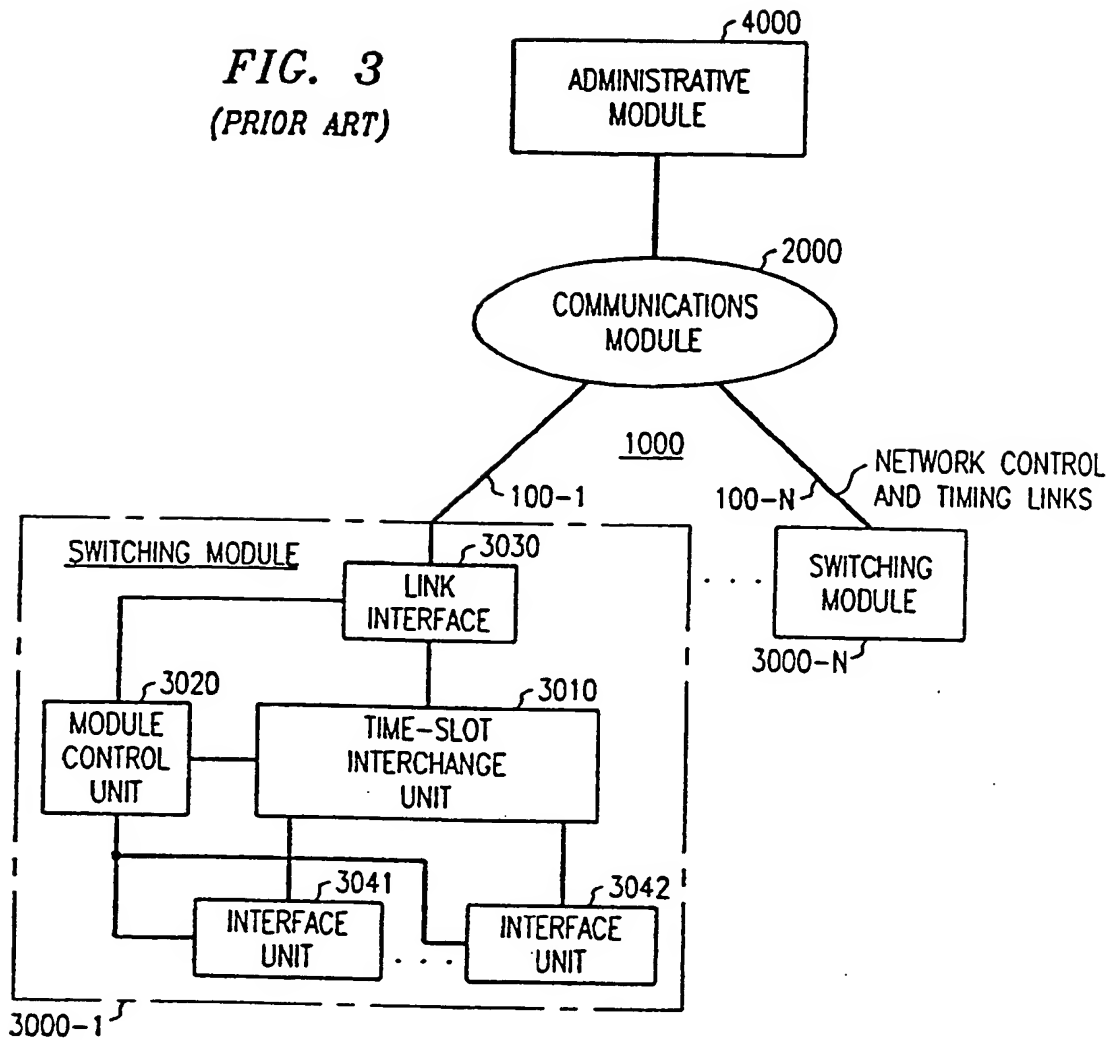 FIG. 3
(PRIOR ART)
4000
ADMINISTRATIVE
MODULE
2000
COMMUNICATIONS
MODULE
1000
100-1
100-N
NETWORK CONTROL
AND TIMING LINKS
SWITCHING MODULE
3030
LINK
INTERFACE
. . .
SWITCHING
MODULE
3000-N
3020
MODULE
CONTROL
UNIT
3010
TIME-SLOT
INTERCHANGE
UNIT
3041
INTERFACE
UNIT
. . .
3042
INTERFACE
UNIT
3000-1